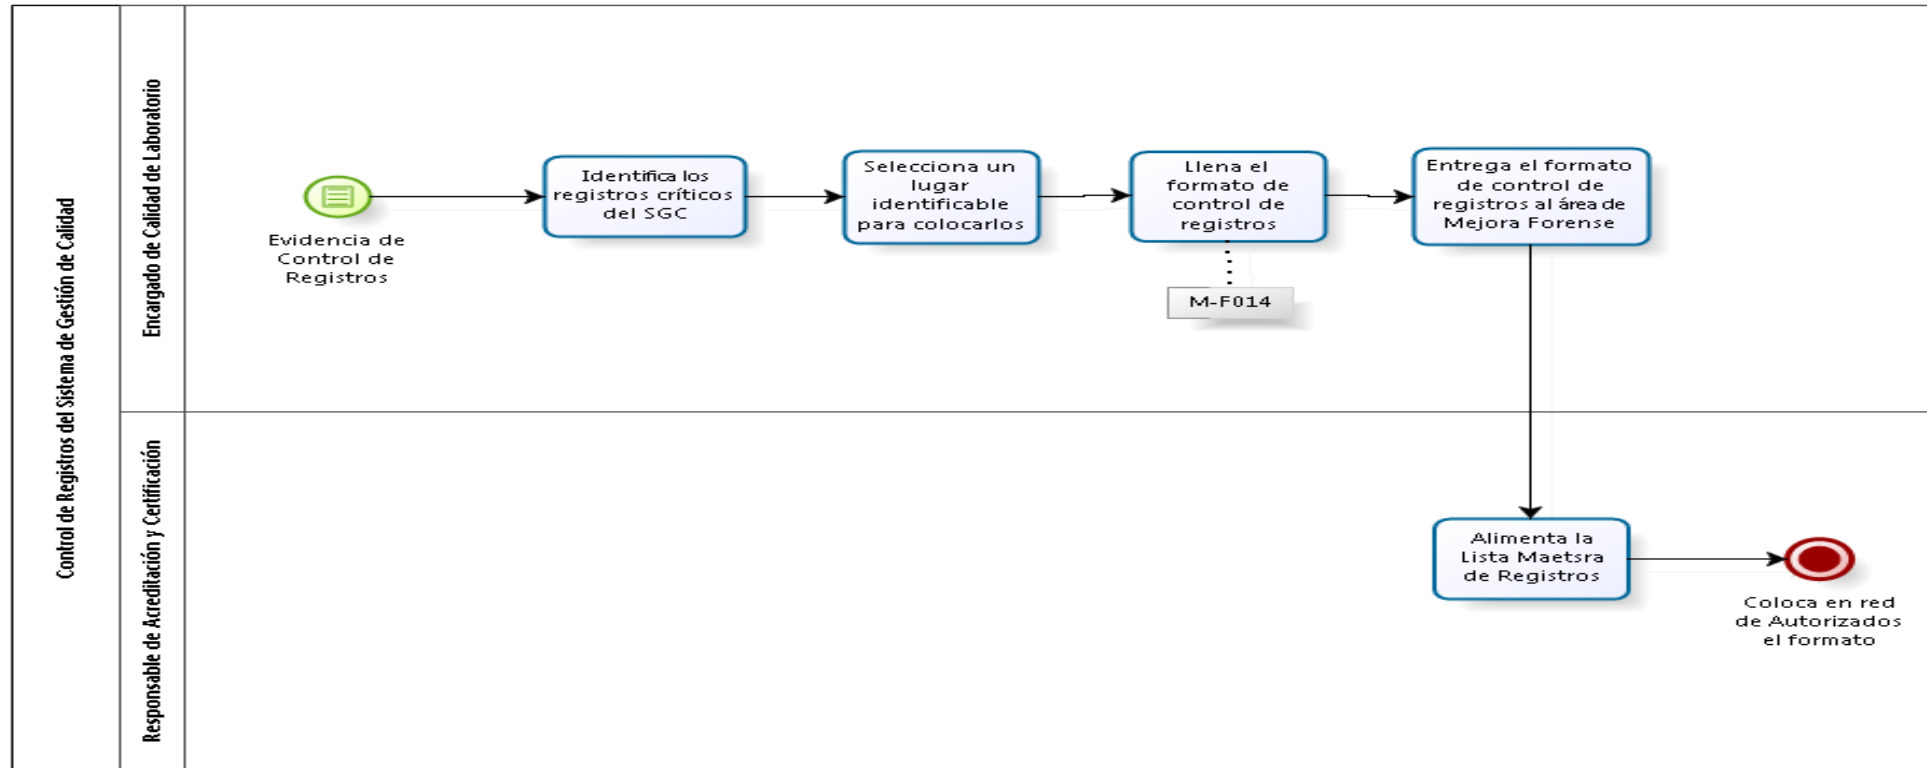 Control de Registros del Sistema de Gestión de Calidad
Encargado de Calidad de Laboratorio
Evidencia de
Control de
Registros
Identifica los
registros críticos
del SGC
Selecciona un
lugar
identificable
para colocarlos
Llena el
formato de
control de
registros
M-F014
Entrega el formato
de control de
registros al área de
Mejora Forense
Responsable de Acreditación y Certificación
Alimenta la
Lista Maetsra
de Registros
Coloca en red
de Autorizados
el formato